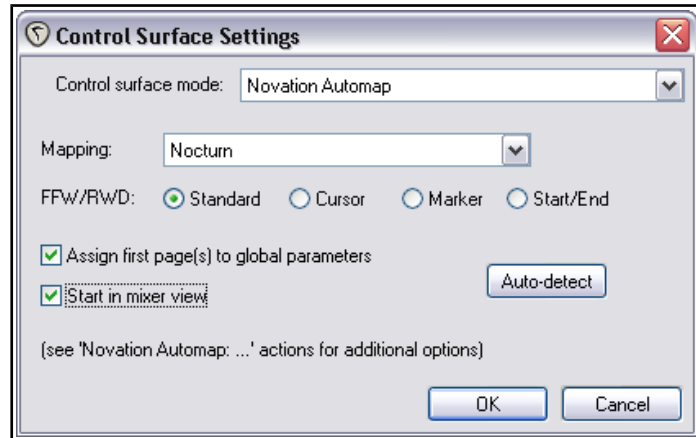 Control Surface Settings
Control surface mode: Novation Automap
Mapping: Nocturn
FFW/RWD: Standard Cursor Marker Start/End
Assign first page(s) to global parameters
Auto-detect
Start in mixer view
(see 'Novation Automap: ...' actions for additional options)
OK Cancel